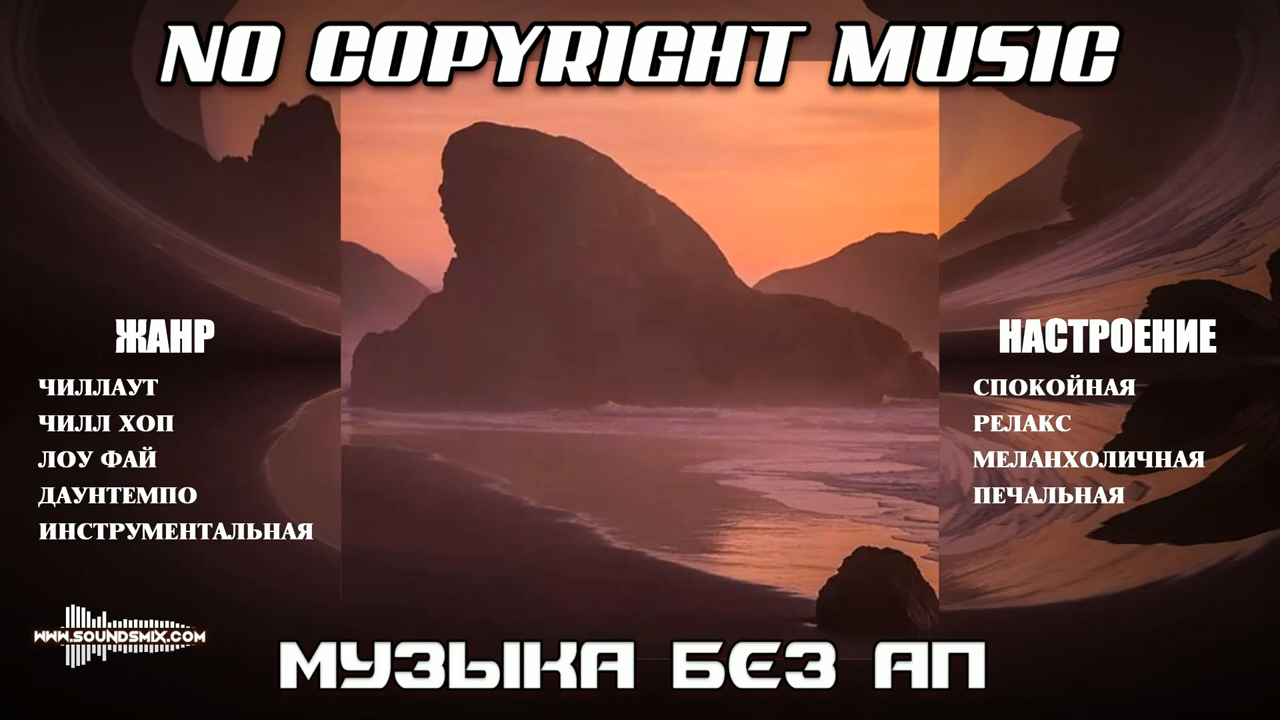 NO COPYRIGHT MUSIC
ЖАНР
ЧИЛЛАУТ
ЧИЛЛ ХОП
ЛОУ ФАЙ
ДАУНТЕМПО
ИНСТРУМЕНТАЛЬНАЯ
НАСТРОЕНИЕ
СПОКОЙНАЯ
РЕЛАКС
МЕЛАНХОЛИЧНАЯ
ПЕЧАЛЬНАЯ
WWW.SOUNDSMIX.COM
МУЗЫКА БЕЗ АП